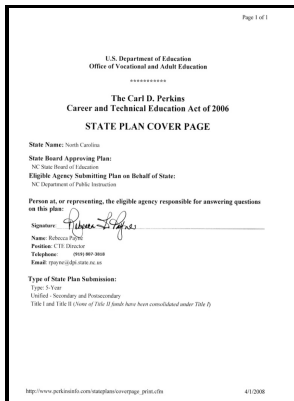 Page 1 of 1
U.S. Department of Education
Office of Vocational and Adult Education
***********
The Carl D. Perkins
Career and Technical Education Act of 2006
STATE PLAN COVER PAGE
State Name: North Carolina
State Board Approving Plan:
NC State Board of Education
Eligible Agency Submitting Plan on Behalf of State:
NC Department of Public Instruction
Person at, or representing, the eligible agency responsible for answering questions
on this plan:
Signature: Rebecca L. Payne
Name: Rebecca Payne
Position: CTE Director
Telephone: (919) 807-3818
Email: rpayne@dpi.state.nc.us
Type of State Plan Submission:
Type: 5-Year
Unified - Secondary and Postsecondary
Title I and Title II (None of Title II funds have been consolidated under Title I)
http://www.perkinsinfo.com/stateplans/coverpage_print.cfm 4/1/2008